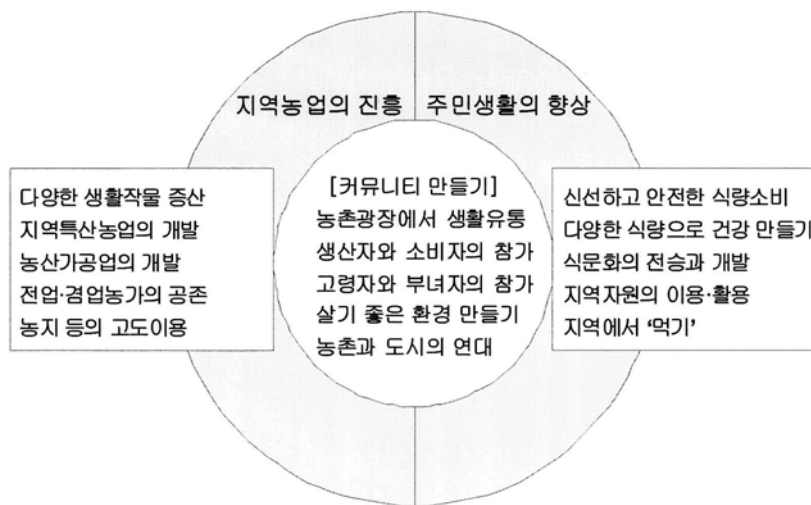 지역농업의 진흥
주민생활의 향상
다양한 생활작물 증산
지역특산농업의 개발
농산가공업의 개발
전업·겸업농가의 공존
농지 등의 고도이용
[커뮤니티 만들기]
농촌광장에서 생활유통
생산자와 소비자의 참가
고령자와 부녀자의 참가
살기 좋은 환경 만들기
농촌과 도시의 연대
신선하고 안전한 식량소비
다양한 식량으로 건강 만들기
식문화의 전승과 개발
지역자원의 이용·활용
지역에서 ‘먹기’